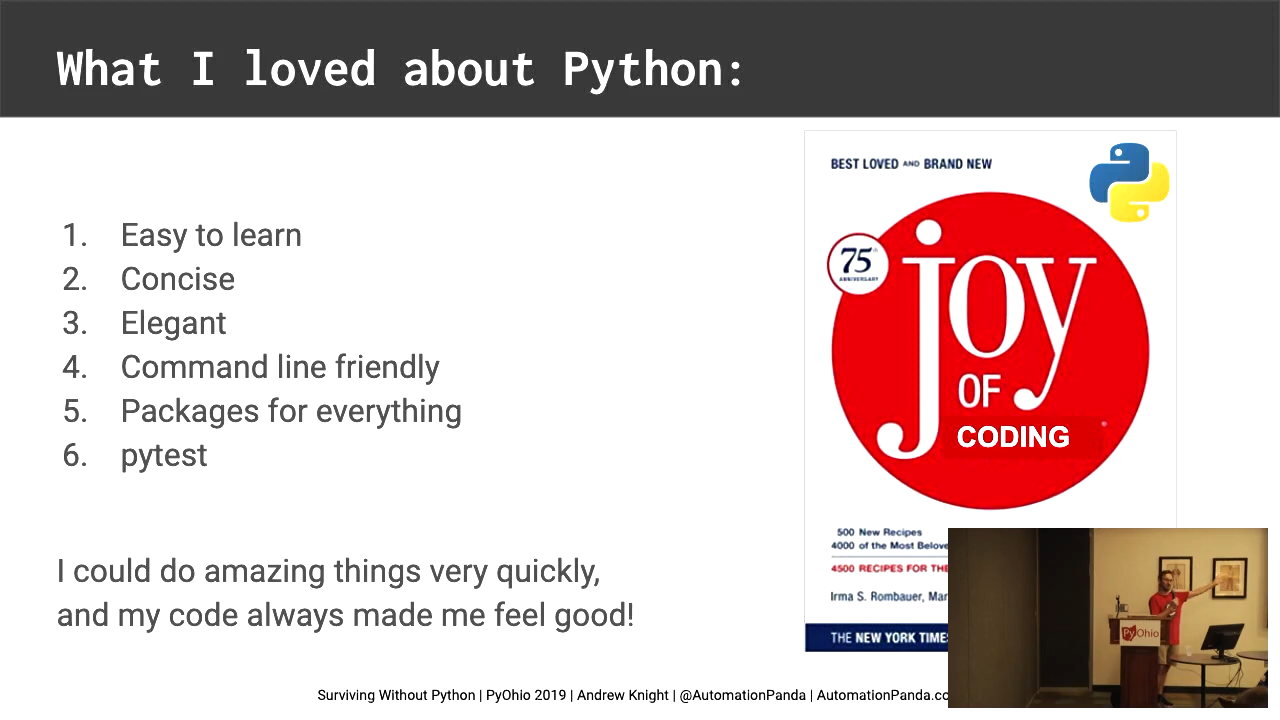 What I loved about Python:
1. Easy to learn
2. Concise
3. Elegant
4. Command line friendly
5. Packages for everything
6. pytest
I could do amazing things very quickly,
and my code always made me feel good!
BEST LOVED AND BRAND NEW
75
ANNIVERSARY
joy
OF
CODING
500 New Recipes
4000 of the Most Belove
4500 RECIPES FOR THE
Irma S. Rombauer, Mar
THE NEW YORK TIMES
PyOhio
Surviving Without Python | PyOhio 2019 | Andrew Knight | @AutomationPanda | AutomationPanda.co